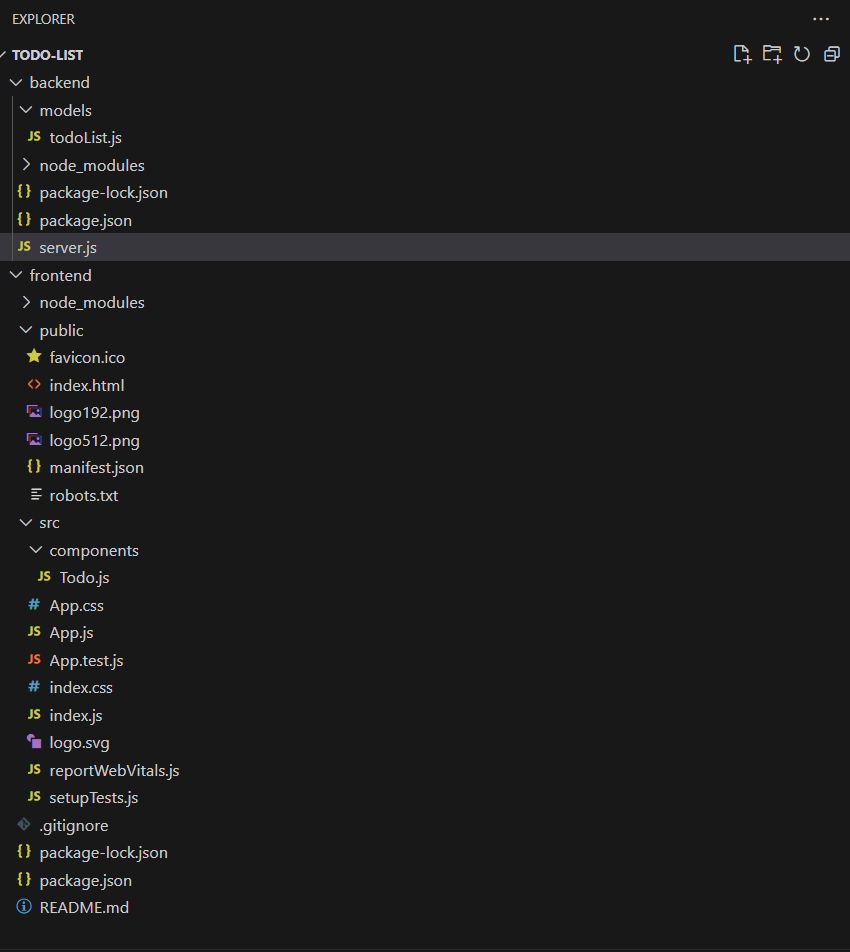 EXPLORER
TODO-LIST
backend
models
JS todoList.js
node_modules
{} package-lock.json
{} package.json
JS server.js
frontend
node_modules
public
favicon.ico
<> index.html
logo192.png
logo512.png
{} manifest.json
robots.txt
src
components
JS Todo.js
# App.css
JS App.js
JS App.test.js
# index.css
JS index.js
logo.svg
JS reportWebVitals.js
JS setupTests.js
.gitignore
{} package-lock.json
{} package.json
README.md